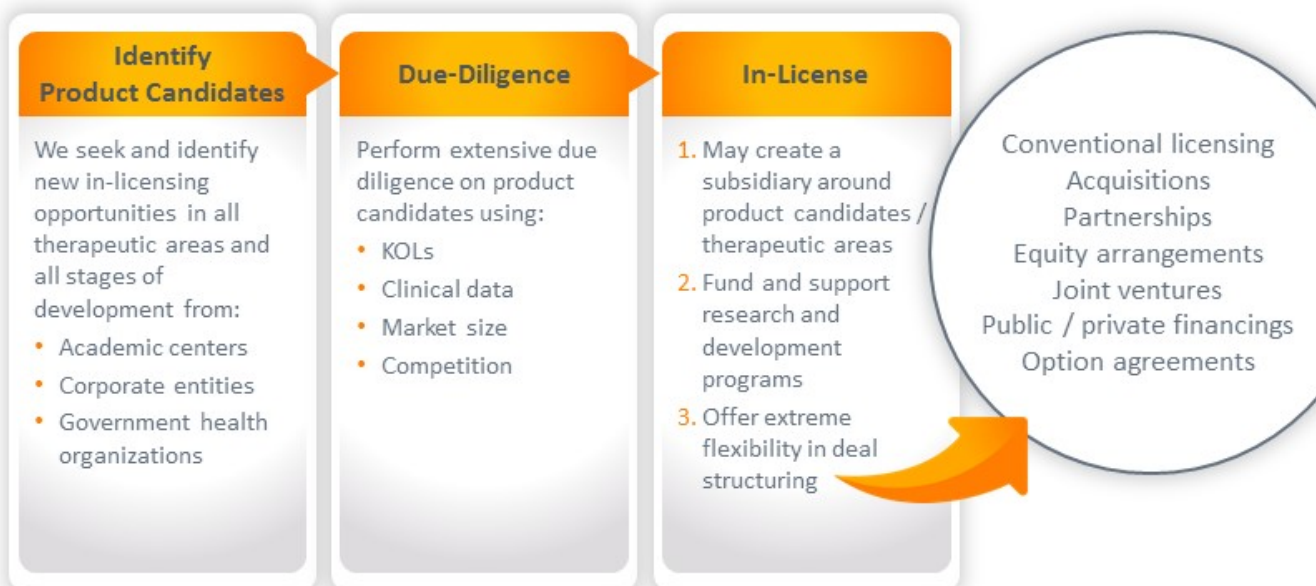 Identify
Product Candidates
We seek and identify
new in-licensing
opportunities in all
therapeutic areas and
all stages of
development from:
• Academic centers
• Corporate entities
• Government health
organizations
Due-Diligence
Perform extensive due
diligence on product
candidates using:
• KOLs
• Clinical data
• Market size
• Competition
In-License
1. May create a
subsidiary around
product candidates /
therapeutic areas
2. Fund and support
research and
development
programs
3. Offer extreme
flexibility in deal
structuring
Conventional licensing
Acquisitions
Partnerships
Equity arrangements
Joint ventures
Public / private financings
Option agreements